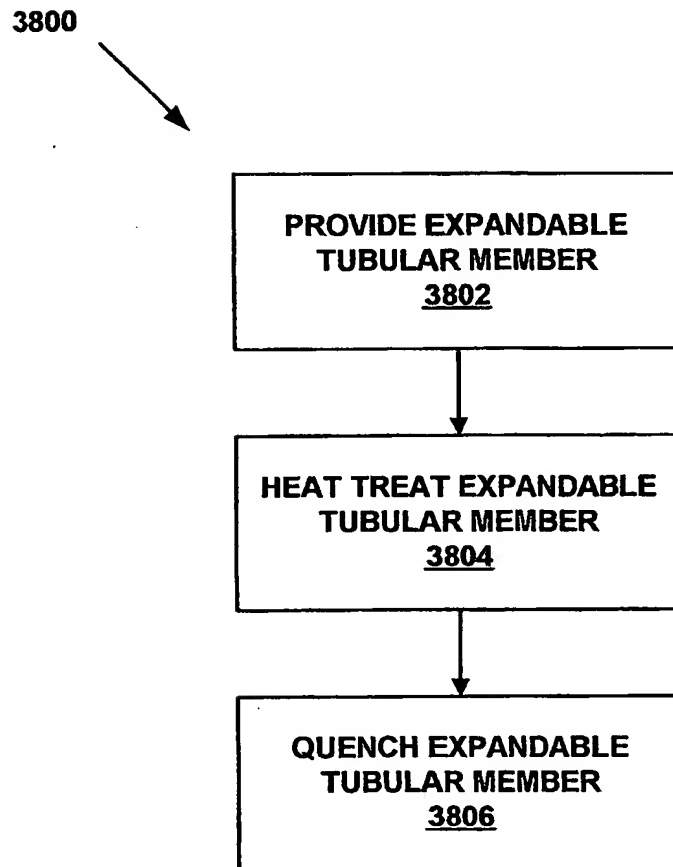 3800
PROVIDE EXPANDABLE
TUBULAR MEMBER
3802
HEAT TREAT EXPANDABLE
TUBULAR MEMBER
3804
QUENCH EXPANDABLE
TUBULAR MEMBER
3806